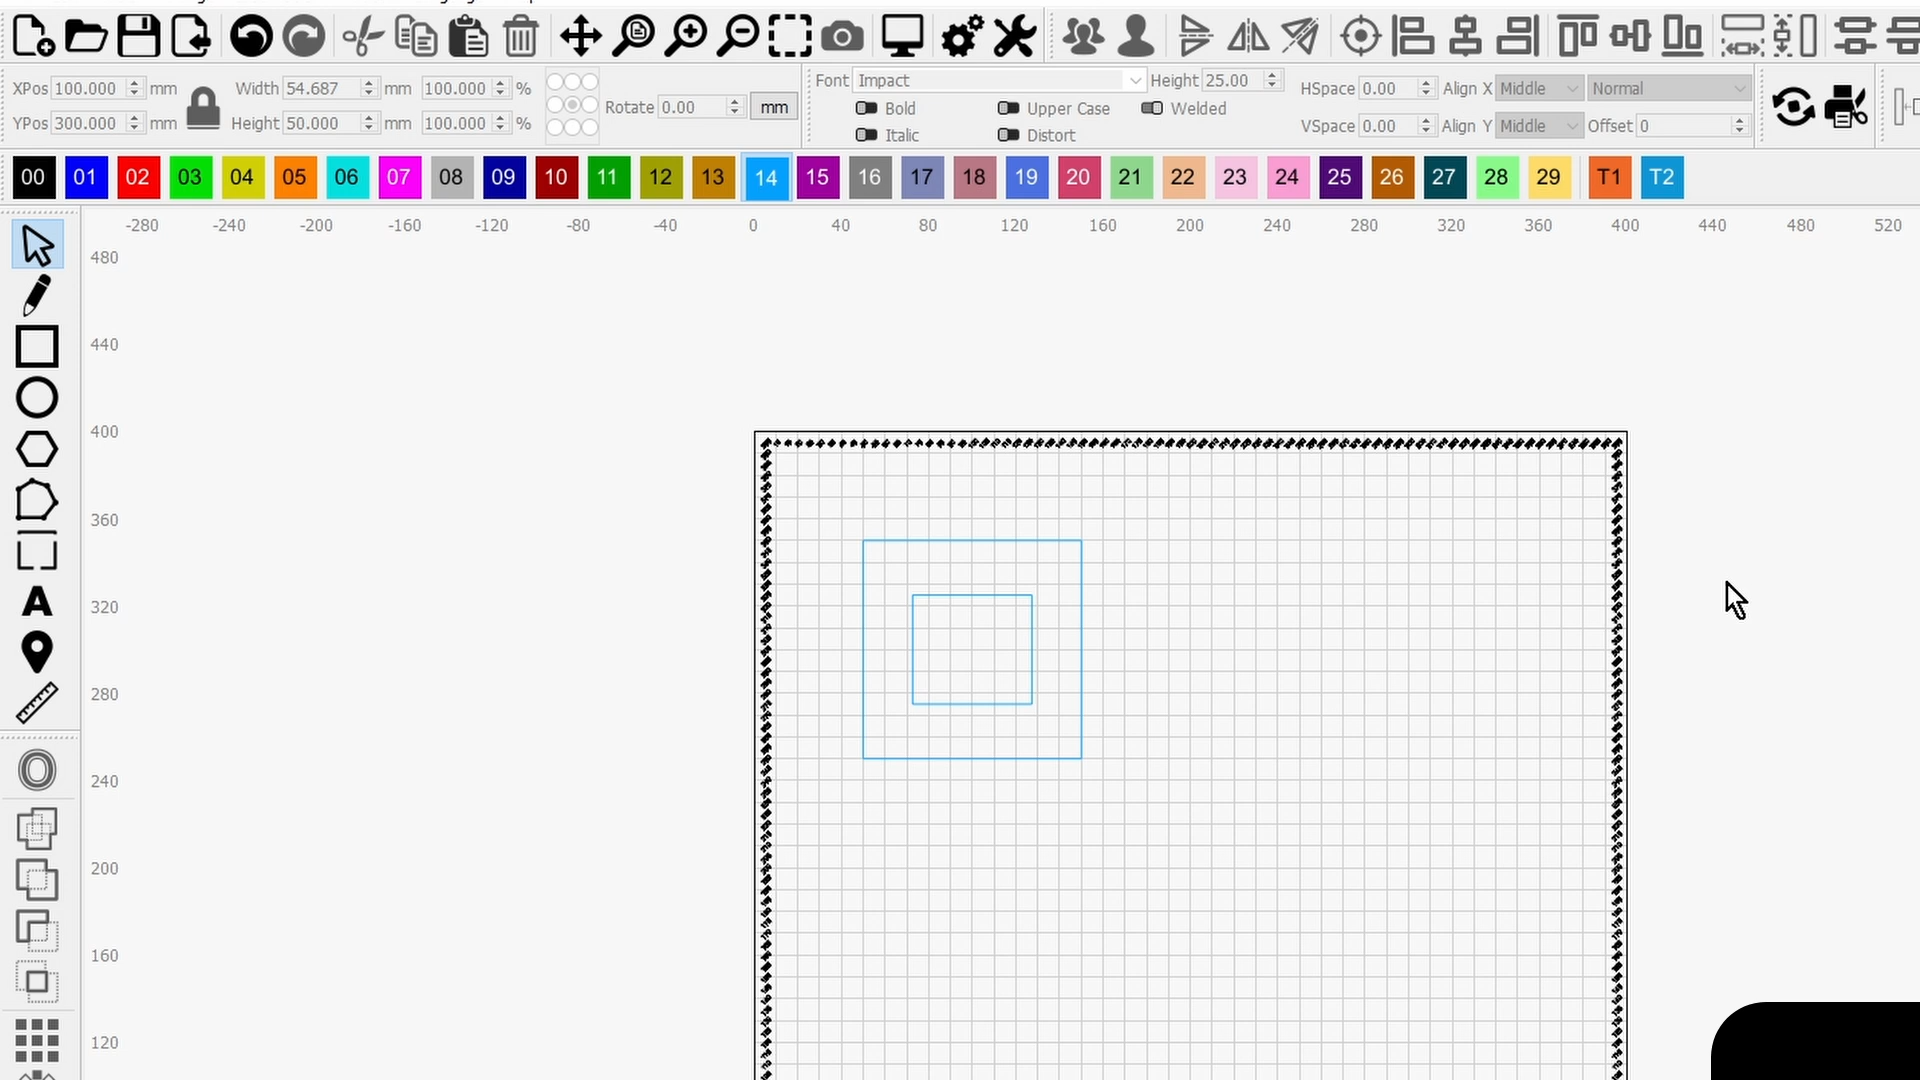 XPos 100.000 mm Width 54.687 mm 100.000 %
YPos 300.000 mm Height 50.000 mm 100.000 %
Rotate 0.00 mm
Font Impact Height 25.00
Bold Upper Case Welded
Italic Distort
HSpace 0.00 Align X Middle Normal
VSpace 0.00 Align Y Middle Offset 0
00 01 02 03 04 05 06 07 08 09 10 11 12 13 14 15 16 17 18 19 20 21 22 23 24 25 26 27 28 29 T1 T2
-280 -240 -200 -160 -120 -80 -40 0 40 80 120 160 200 240 280 320 360 400 440 480 520
480
440
400
360
320
280
240
200
160
120